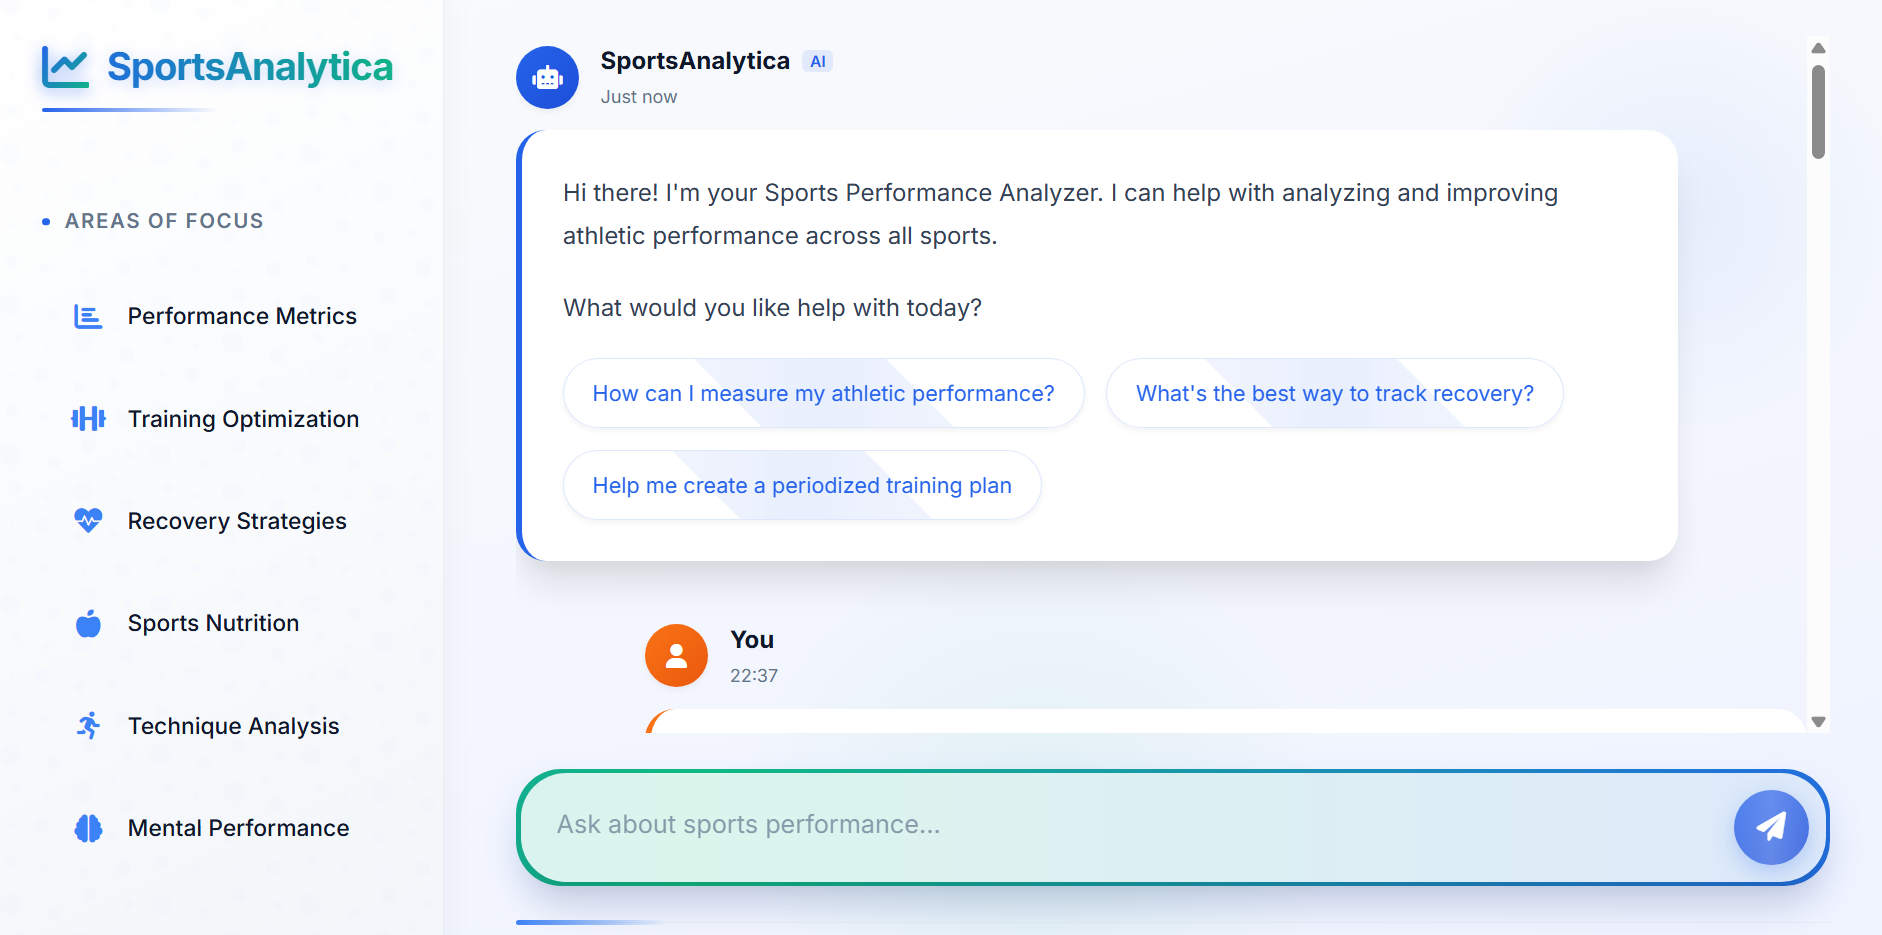 SportsAnalytica
AREAS OF FOCUS
Performance Metrics
Training Optimization
Recovery Strategies
Sports Nutrition
Technique Analysis
Mental Performance
SportsAnalytica AI
Just now
Hi there! I'm your Sports Performance Analyzer. I can help with analyzing and improving
athletic performance across all sports.
What would you like help with today?
How can I measure my athletic performance?
What's the best way to track recovery?
Help me create a periodized training plan
You
22:37
Ask about sports performance...